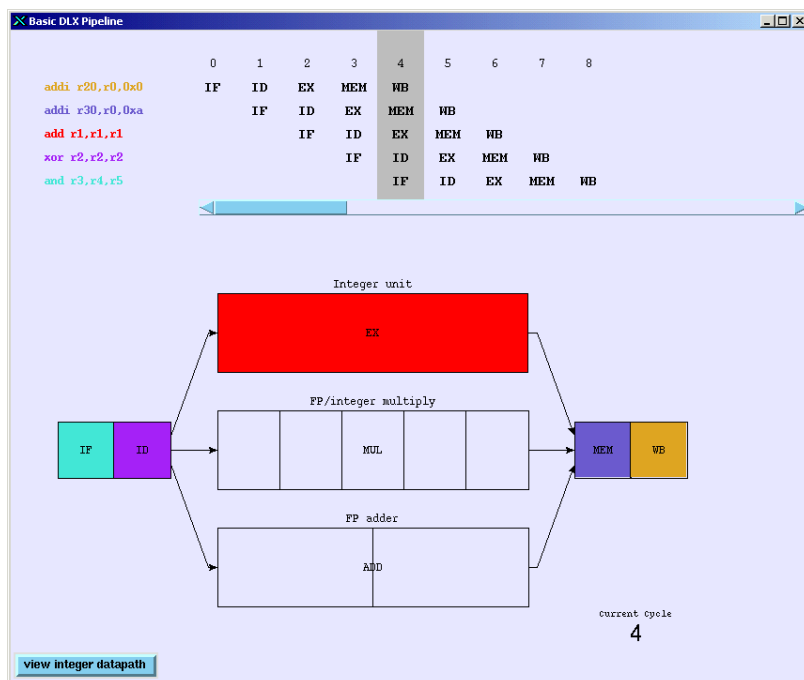 Basic DLX Pipeline
0 1 2 3 4 5 6 7 8
addi r20,r0,0x0 IF ID EX MEM WB
addi r30,r0,0xa IF ID EX MEM WB
add r1,r1,r1 IF ID EX MEM WB
xor r2,r2,r2 IF ID EX MEM WB
and r3,r4,r5 IF ID EX MEM WB
Integer unit
EX
FP/integer multiply
IF ID MUL MEM WB
FP adder
ADD
Current Cycle
4
view integer datapath